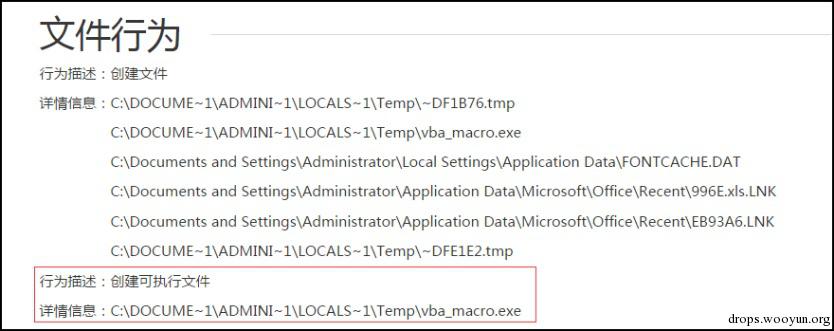 文件行为
行为描述：创建文件
详情信息：C:\DOCUME~1\ADMINI~1\LOCALS~1\Temp\~DF1B76.tmp
C:\DOCUME~1\ADMINI~1\LOCALS~1\Temp\vba_macro.exe
C:\Documents and Settings\Administrator\Local Settings\Application Data\FONTCACHE.DAT
C:\Documents and Settings\Administrator\Application Data\Microsoft\Office\Recent\996E.xls.LNK
C:\Documents and Settings\Administrator\Application Data\Microsoft\Office\Recent\EB93A6.LNK
C:\DOCUME~1\ADMINI~1\LOCALS~1\Temp\~DFE1E2.tmp
行为描述：创建可执行文件
详情信息：C:\DOCUME~1\ADMINI~1\LOCALS~1\Temp\vba_macro.exe
drops.wooyun.org